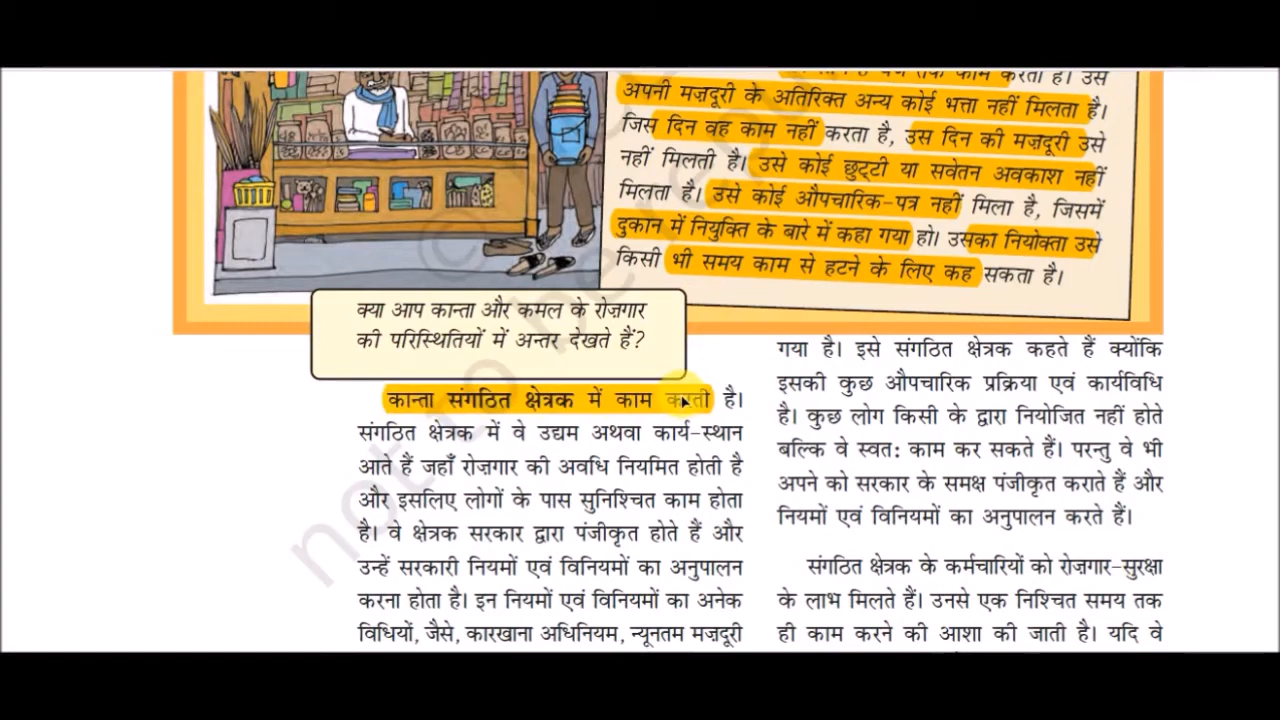 काम करता है। उसे
अपनी मज़दूरी के अतिरिक्त अन्य कोई भत्ता नहीं मिलता है।
जिस दिन वह काम नहीं करता है, उस दिन की मज़दूरी उसे
नहीं मिलती है। उसे कोई छुट्टी या सवेतन अवकाश नहीं
मिलता है। उसे कोई औपचारिक-पत्र नहीं मिला है, जिसमें
दुकान में नियुक्ति के बारे में कहा गया हो। उसका नियोक्ता उसे
किसी भी समय काम से हटने के लिए कह सकता है।
क्या आप कान्ता और कमल के रोज़गार
की परिस्थितियों में अन्तर देखते हैं?
कान्ता संगठित क्षेत्रक में काम करती है।
संगठित क्षेत्रक में वे उद्यम अथवा कार्य-स्थान
आते हैं जहाँ रोज़गार की अवधि नियमित होती है
और इसलिए लोगों के पास सुनिश्चित काम होता
है। वे क्षेत्रक सरकार द्वारा पंजीकृत होते हैं और
उन्हें सरकारी नियमों एवं विनियमों का अनुपालन
करना होता है। इन नियमों एवं विनियमों का अनेक
विधियों, जैसे, कारखाना अधिनियम, न्यूनतम मज़दूरी
गया है। इसे संगठित क्षेत्रक कहते हैं क्योंकि
इसकी कुछ औपचारिक प्रक्रिया एवं कार्यविधि
है। कुछ लोग किसी के द्वारा नियोजित नहीं होते
बल्कि वे स्वत: काम कर सकते हैं। परन्तु वे भी
अपने को सरकार के समक्ष पंजीकृत कराते हैं और
नियमों एवं विनियमों का अनुपालन करते हैं।
संगठित क्षेत्रक के कर्मचारियों को रोज़गार-सुरक्षा
के लाभ मिलते हैं। उनसे एक निश्चित समय तक
ही काम करने की आशा की जाती है। यदि वे
not to be re